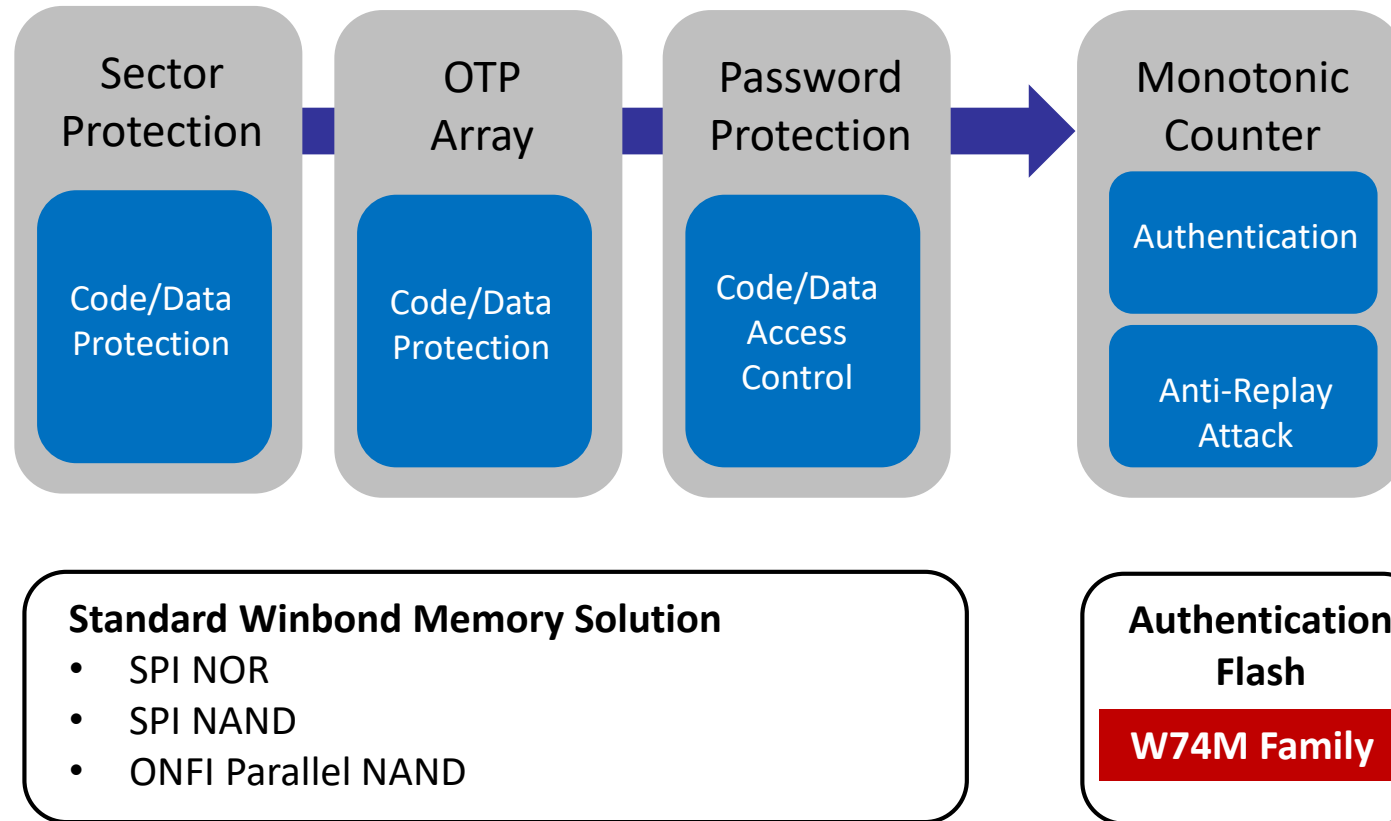 Sector
Protection
Code/Data
Protection
OTP
Array
Code/Data
Protection
Password
Protection
Code/Data
Access
Control
Monotonic
Counter
Authentication
Anti-Replay
Attack
Standard Winbond Memory Solution
• SPI NOR
• SPI NAND
• ONFI Parallel NAND
Authentication
Flash
W74M Family